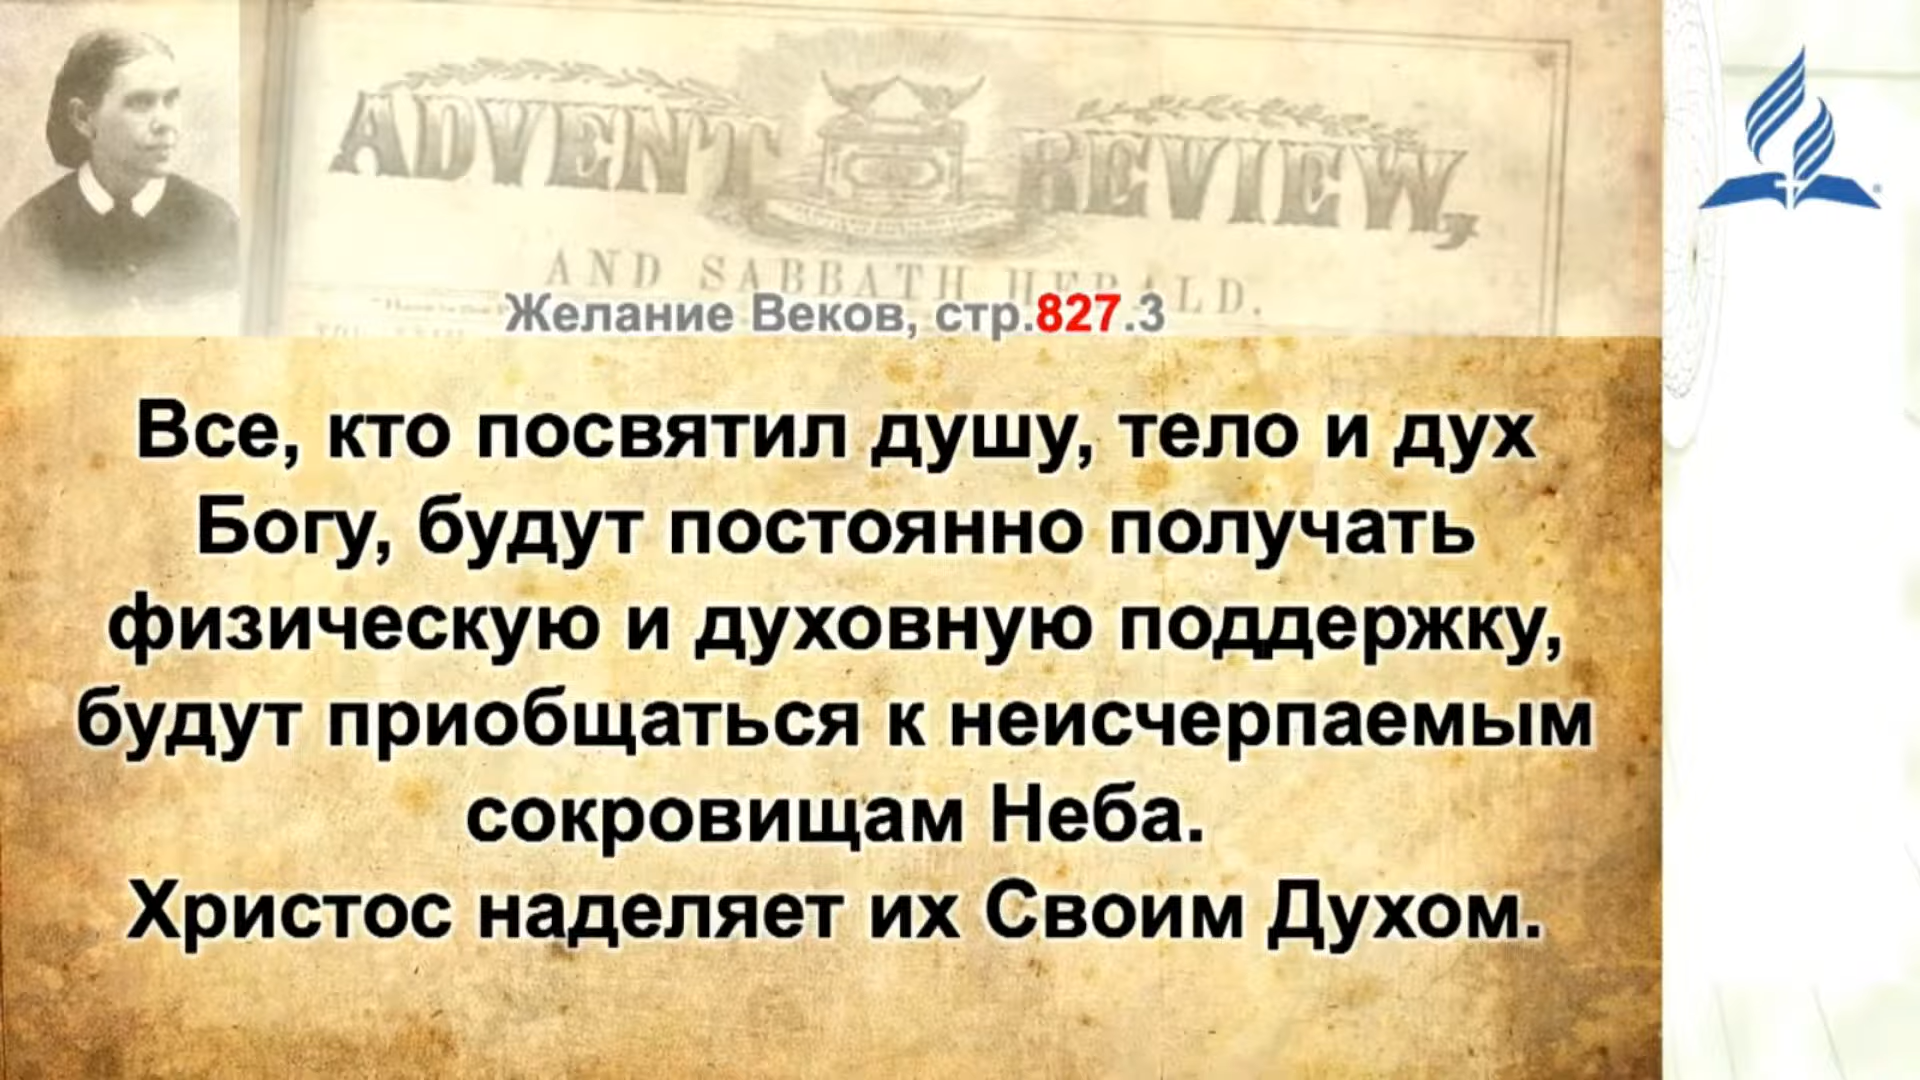 ADVENT REVIEW,
AND SABBATH HERALD.
Желание Веков, стр.827.3
Все, кто посвятил душу, тело и дух
Богу, будут постоянно получать
физическую и духовную поддержку,
будут приобщаться к неисчерпаемым
сокровищам Неба.
Христос наделяет их Своим Духом.